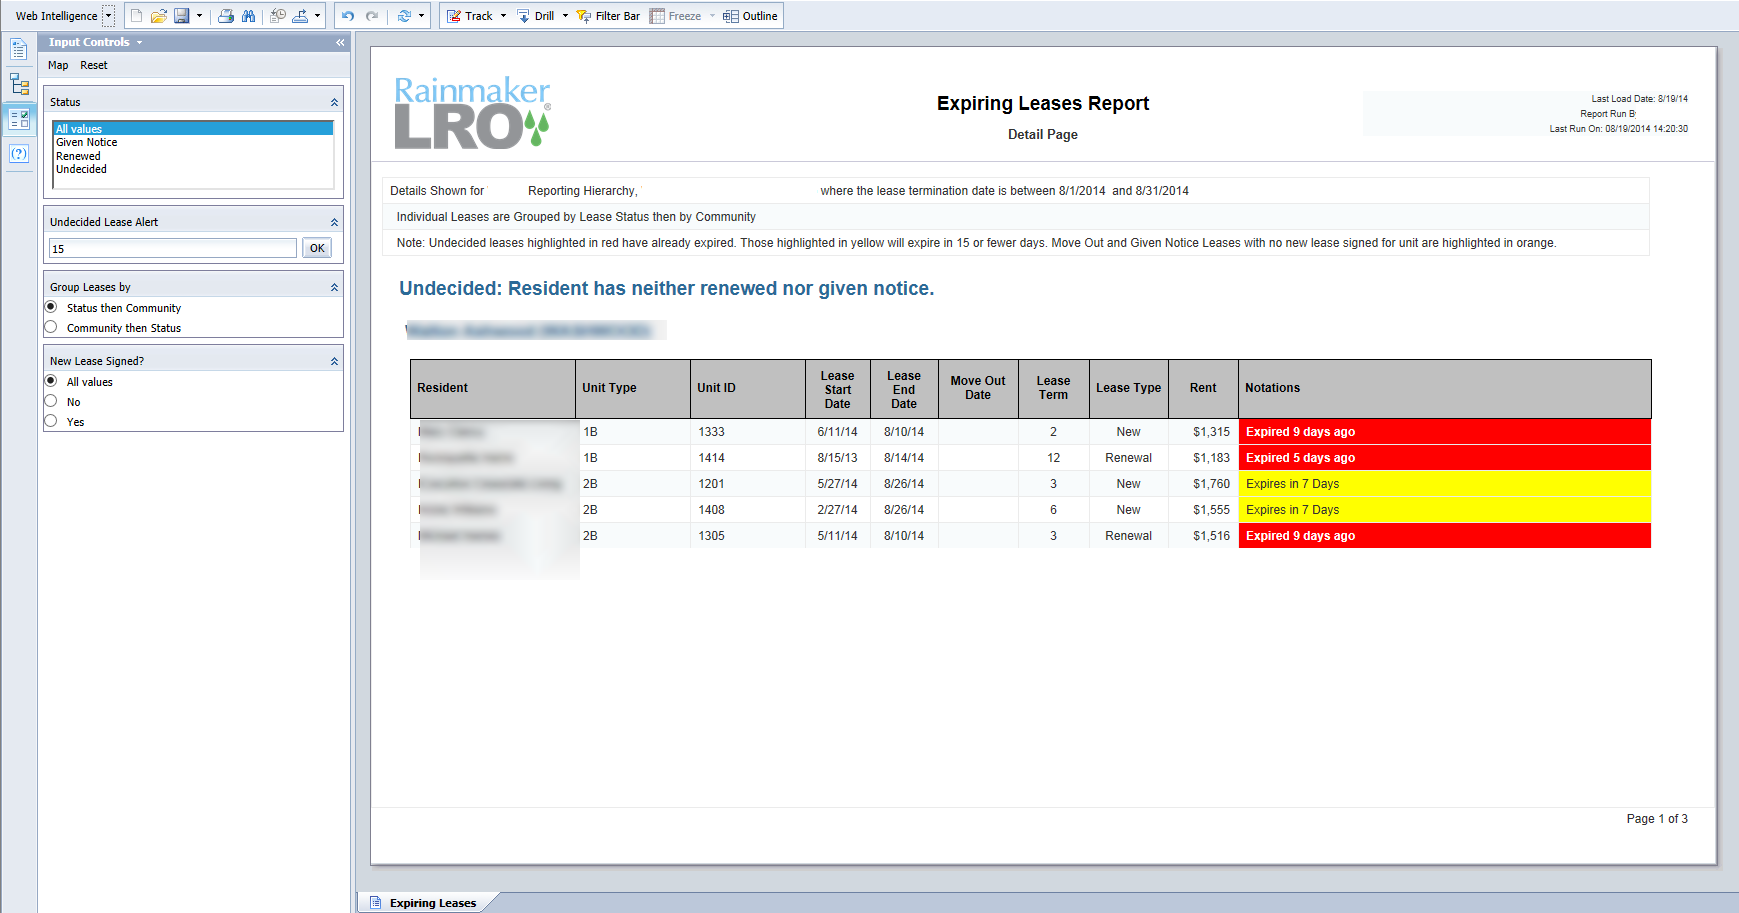 Web Intelligence
Track Drill Filter Bar Freeze Outline
Input Controls
Map Reset
Status
All values
Given Notice
Renewed
Undecided
Undecided Lease Alert
15 OK
Group Leases by
Status then Community
Community then Status
New Lease Signed?
All values
No
Yes
Rainmaker
LRO®
Expiring Leases Report
Detail Page
Last Load Date: 8/19/14
Report Run B
Last Run On: 08/19/2014 14:20:30
Details Shown for Reporting Hierarchy, where the lease termination date is between 8/1/2014 and 8/31/2014
Individual Leases are Grouped by Lease Status then by Community
Note: Undecided leases highlighted in red have already expired. Those highlighted in yellow will expire in 15 or fewer days. Move Out and Given Notice Leases with no new lease signed for unit are highlighted in orange.
Undecided: Resident has neither renewed nor given notice.
Resident Unit Type Unit ID Lease Start Date Lease End Date Move Out Date Lease Term Lease Type Rent Notations
1B 1333 6/11/14 8/10/14 2 New $1,315 Expired 9 days ago
1B 1414 8/15/13 8/14/14 12 Renewal $1,183 Expired 5 days ago
2B 1201 5/27/14 8/26/14 3 New $1,760 Expires in 7 Days
2B 1408 2/27/14 8/26/14 6 New $1,555 Expires in 7 Days
2B 1305 5/11/14 8/10/14 3 Renewal $1,516 Expired 9 days ago
Page 1 of 3
Expiring Leases